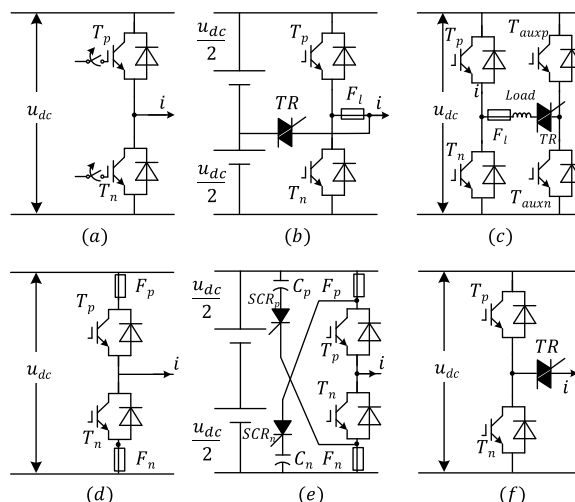 T_p
u_dc
i
T_n
(a)
u_dc/2
T_p
TR
F_l
i
u_dc/2
T_n
(b)
T_p
T_auxp
i
Load
u_dc
F_l
TR
T_n
T_auxn
(c)
F_p
T_p
u_dc
i
T_n
F_n
(d)
u_dc/2
C_p
F_p
SCR_p
T_p
i
T_n
u_dc/2
SCR_n
C_n
F_n
(e)
T_p
TR
u_dc
i
T_n
(f)